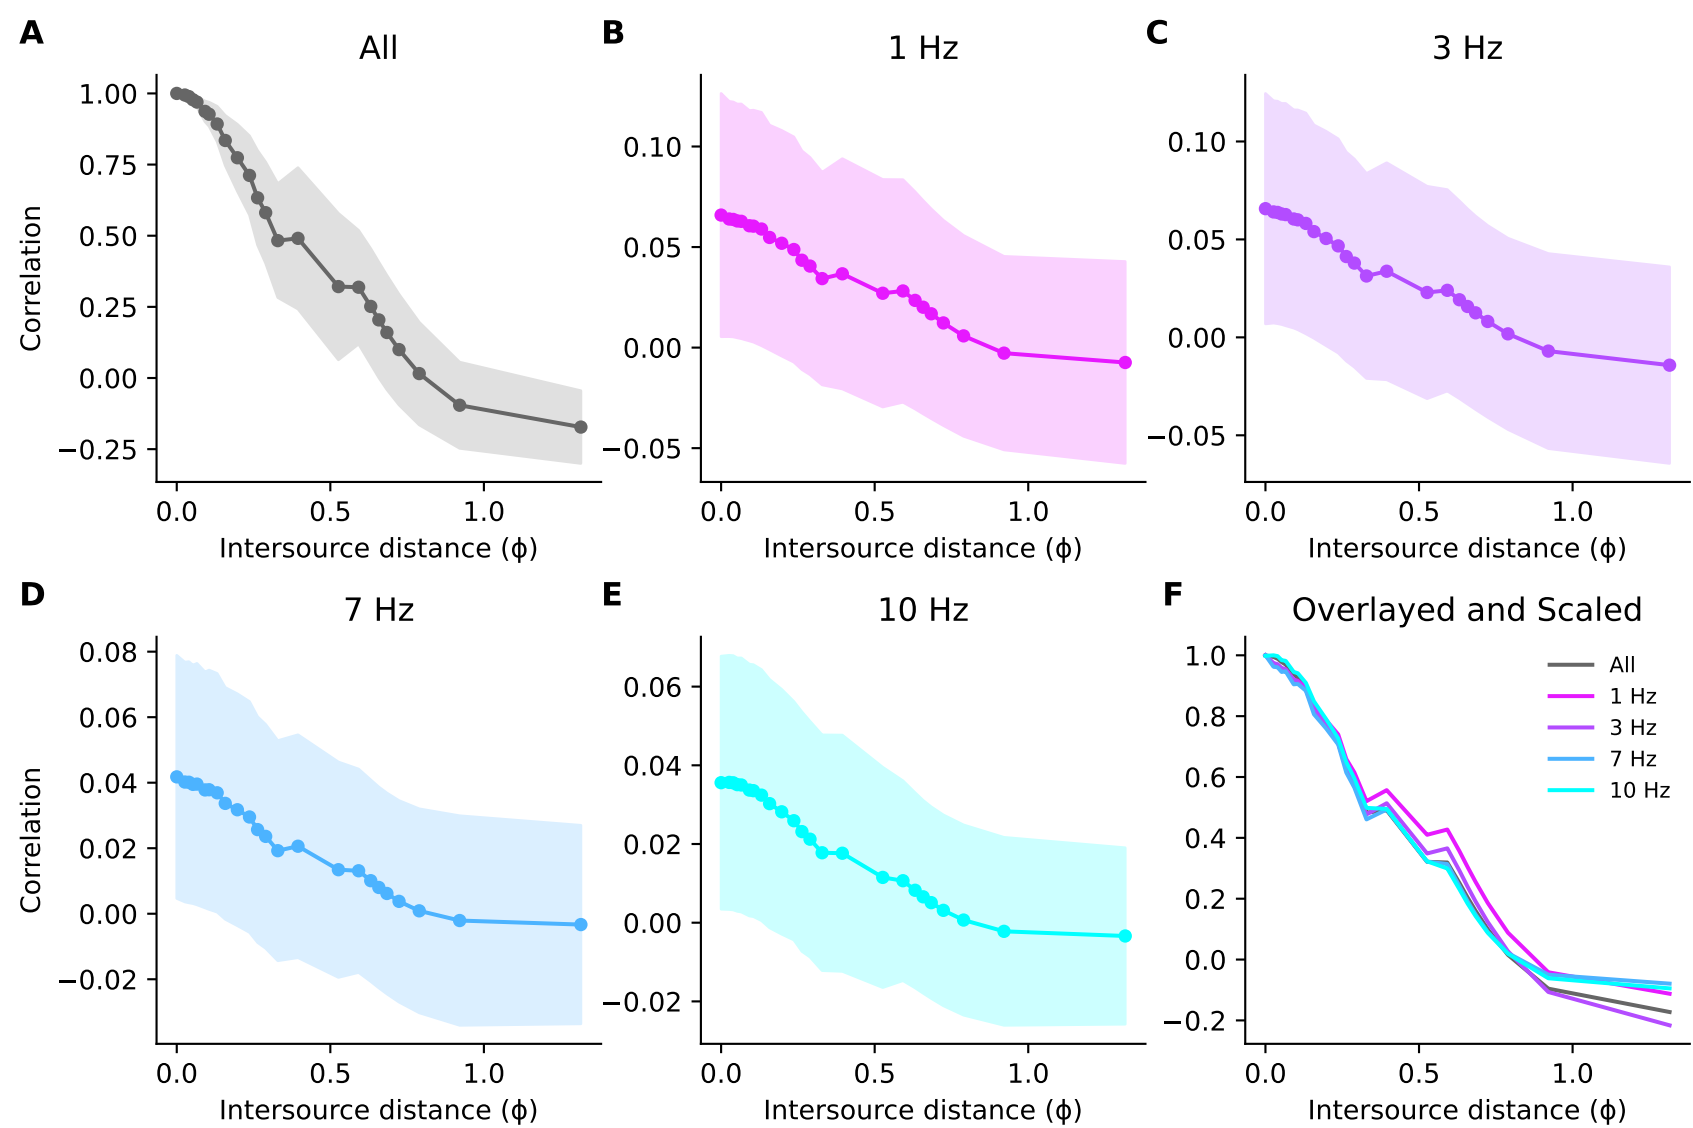 A
All
1.00
0.75
0.50
0.25
0.00
−0.25
Correlation
0.0 0.5 1.0
Intersource distance (ϕ)
B
1 Hz
0.10
0.05
0.00
−0.05
0.0 0.5 1.0
Intersource distance (ϕ)
C
3 Hz
0.10
0.05
0.00
−0.05
0.0 0.5 1.0
Intersource distance (ϕ)
D
7 Hz
0.08
0.06
0.04
0.02
0.00
−0.02
Correlation
0.0 0.5 1.0
Intersource distance (ϕ)
E
10 Hz
0.06
0.04
0.02
0.00
−0.02
0.0 0.5 1.0
Intersource distance (ϕ)
F
Overlayed and Scaled
1.0
0.8
0.6
0.4
0.2
0.0
−0.2
All
1 Hz
3 Hz
7 Hz
10 Hz
0.0 0.5 1.0
Intersource distance (ϕ)